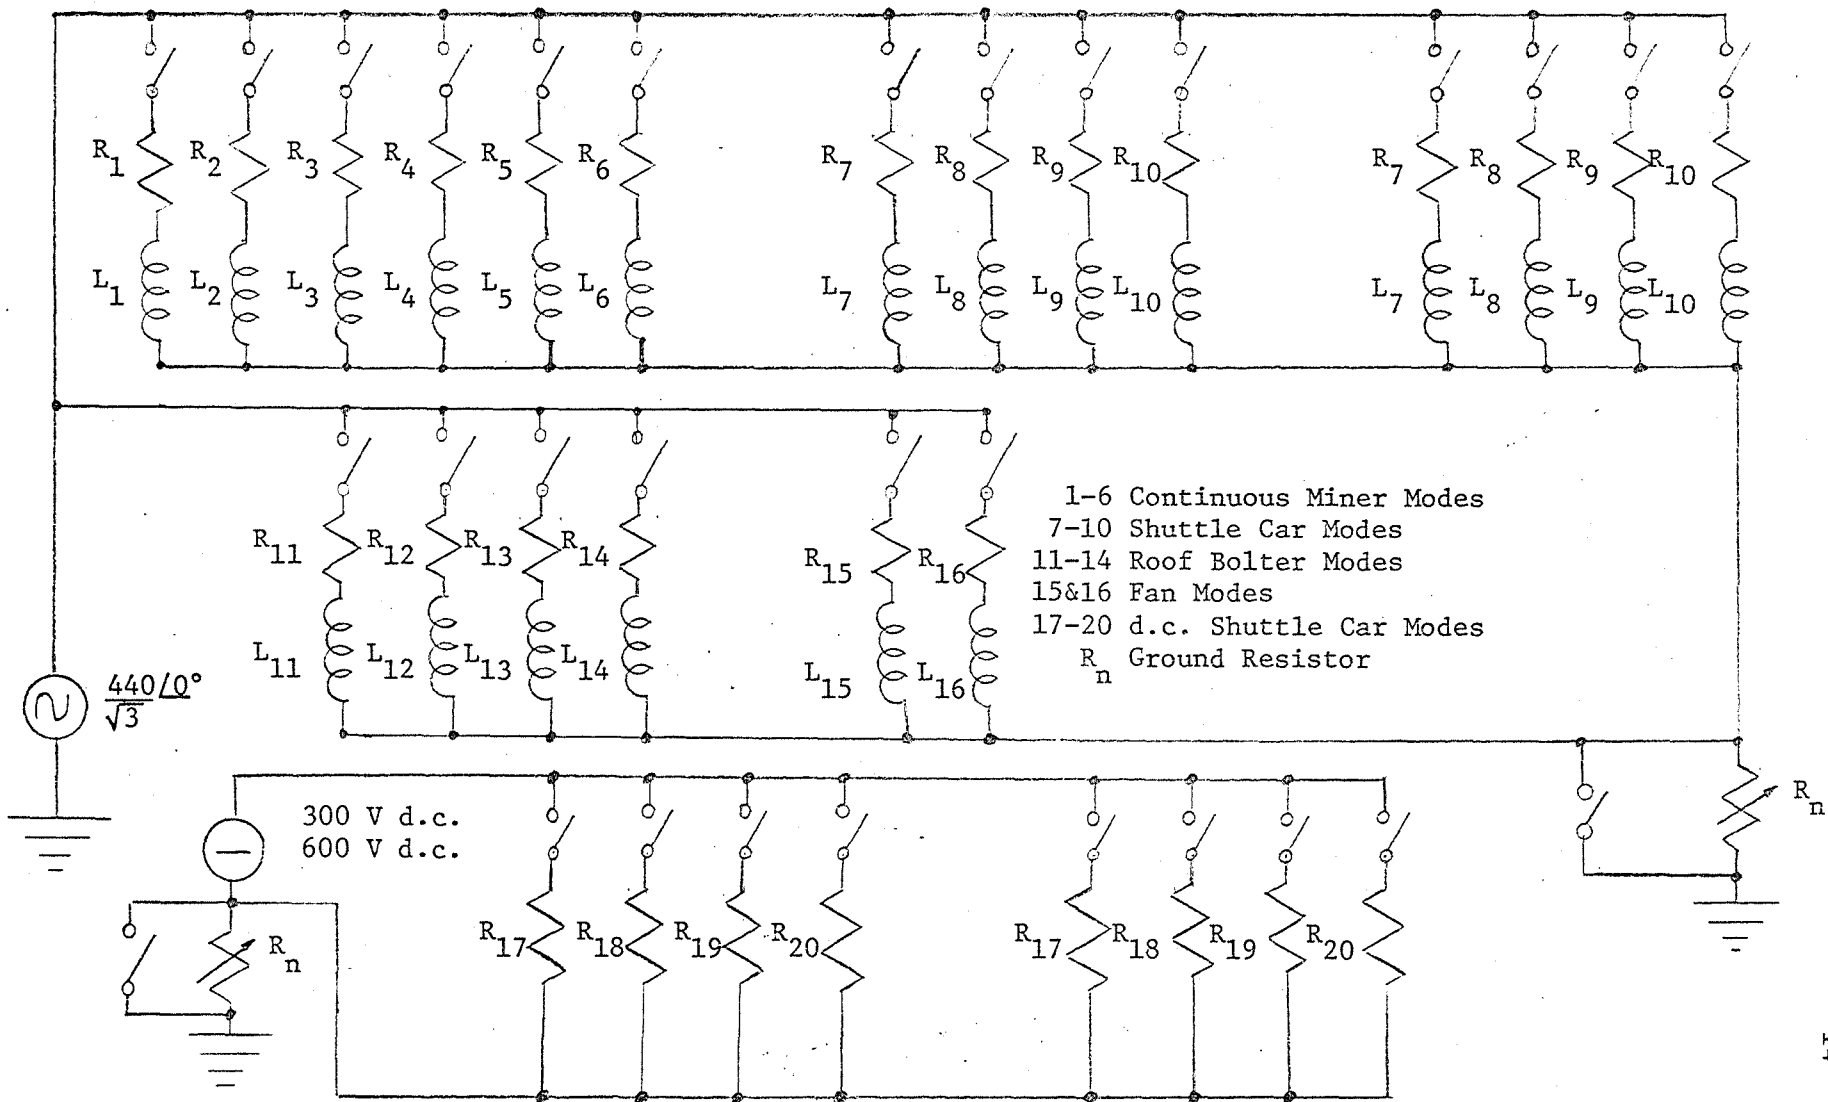 R1 R2 R3 R4 R5 R6 R7 R8 R9 R10 R7 R8 R9 R10
L1 L2 L3 L4 L5 L6 L7 L8 L9 L10 L7 L8 L9 L10
1-6 Continuous Miner Modes
7-10 Shuttle Car Modes
11-14 Roof Bolter Modes
15&16 Fan Modes
17-20 d.c. Shuttle Car Modes
Rn Ground Resistor
R11 R12 R13 R14 R15 R16
L11 L12 L13 L14 L15 L16
440/0°
√3
Rn
300 V d.c.
600 V d.c.
R17 R18 R19 R20 R17 R18 R19 R20
Rn